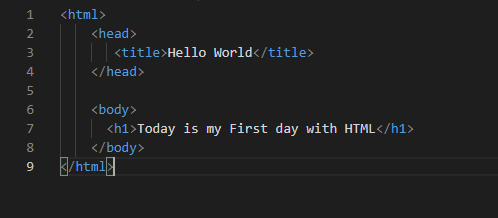 1 <html>
2 <head>
3 <title>Hello World</title>
4 </head>
5
6 <body>
7 <h1>Today is my First day with HTML</h1>
8 </body>
9 </html>